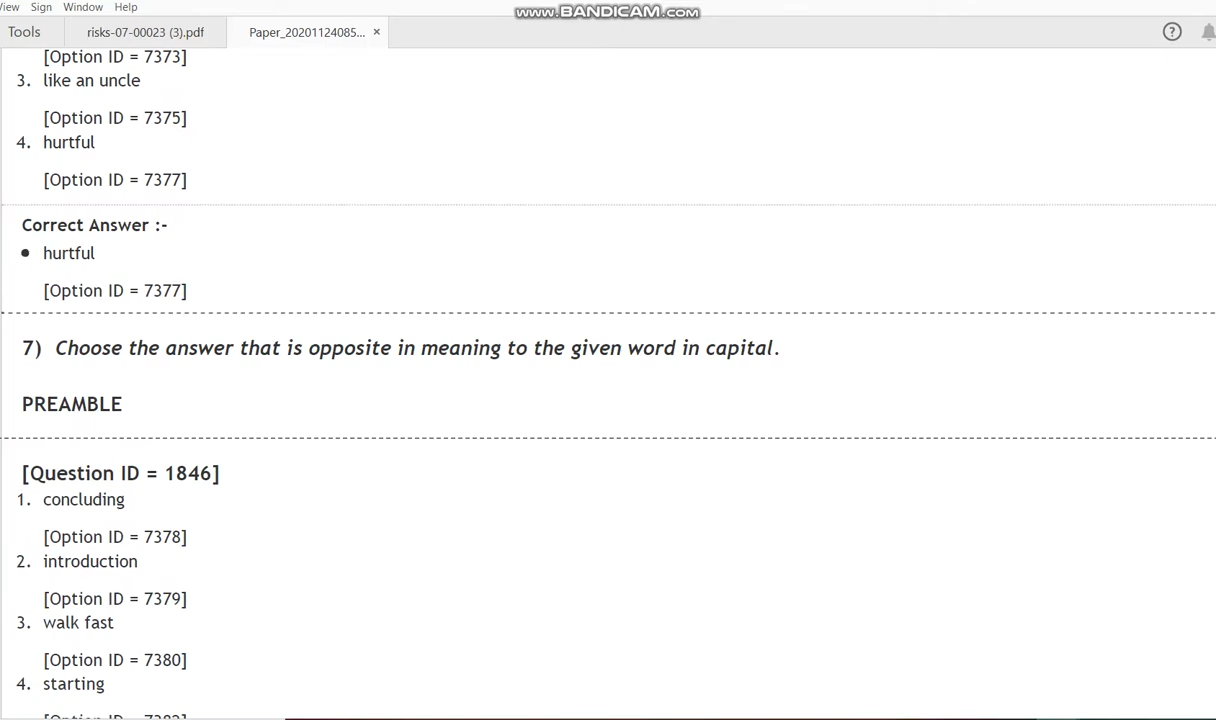 View Sign Window Help
www.BANDICAM.com
Tools risks-07-00023 (3).pdf Paper_20201124085... ×
[Option ID = 7373]
3. like an uncle
[Option ID = 7375]
4. hurtful
[Option ID = 7377]
Correct Answer :-
• hurtful
[Option ID = 7377]
7) Choose the answer that is opposite in meaning to the given word in capital.
PREAMBLE
[Question ID = 1846]
1. concluding
[Option ID = 7378]
2. introduction
[Option ID = 7379]
3. walk fast
[Option ID = 7380]
4. starting